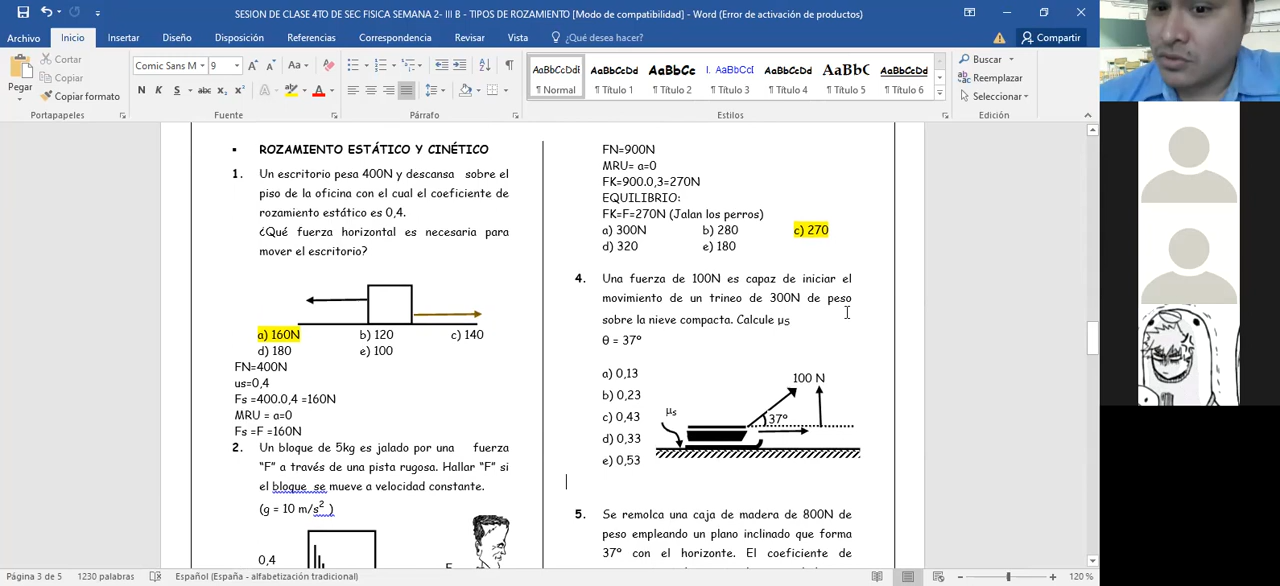 SESION DE CLASE 4TO DE SEC FISICA SEMANA 2- III B - TIPOS DE ROZAMIENTO [Modo de compatibilidad] - Word (Error de activación de productos)
Archivo
Inicio
Insertar
Diseño
Disposición
Referencias
Correspondencia
Revisar
Vista
¿Qué desea hacer?
Compartir
Pegar
Cortar
Copiar
Copiar formato
Portapapeles
Comic Sans M
9
Fuente
Párrafo
AaBbCcDdE
¶ Normal
AaBbCcDd
¶ Título 1
AaBbCc
¶ Título 2
I. AaBbCcI
¶ Título 3
AaBbCcDd
¶ Título 4
AaBbC
¶ Título 5
AaBbCcDd
¶ Título 6
Estilos
Buscar
Reemplazar
Seleccionar
Edición
ROZAMIENTO ESTÁTICO Y CINÉTICO
1. Un escritorio pesa 400N y descansa sobre el
piso de la oficina con el cual el coeficiente de
rozamiento estático es 0,4.
¿Qué fuerza horizontal es necesaria para
mover el escritorio?
a) 160N b) 120 c) 140
d) 180 e) 100
FN=400N
us=0,4
Fs =400.0,4 =160N
MRU = a=0
Fs =F =160N
2. Un bloque de 5kg es jalado por una fuerza
"F" a través de una pista rugosa. Hallar "F" si
el bloque se mueve a velocidad constante.
(g = 10 m/s² )
0,4
FN=900N
MRU= a=0
FK=900.0,3=270N
EQUILIBRIO:
FK=F=270N (Jalan los perros)
a) 300N b) 280 c) 270
d) 320 e) 180
4. Una fuerza de 100N es capaz de iniciar el
movimiento de un trineo de 300N de peso
sobre la nieve compacta. Calcule μs
θ = 37º
a) 0,13
b) 0,23
c) 0,43
d) 0,33
e) 0,53
100 N
μs
37º
5. Se remolca una caja de madera de 800N de
peso empleando un plano inclinado que forma
37º con el horizonte. El coeficiente de
Página 3 de 5
1230 palabras
Español (España - alfabetización tradicional)
120 %